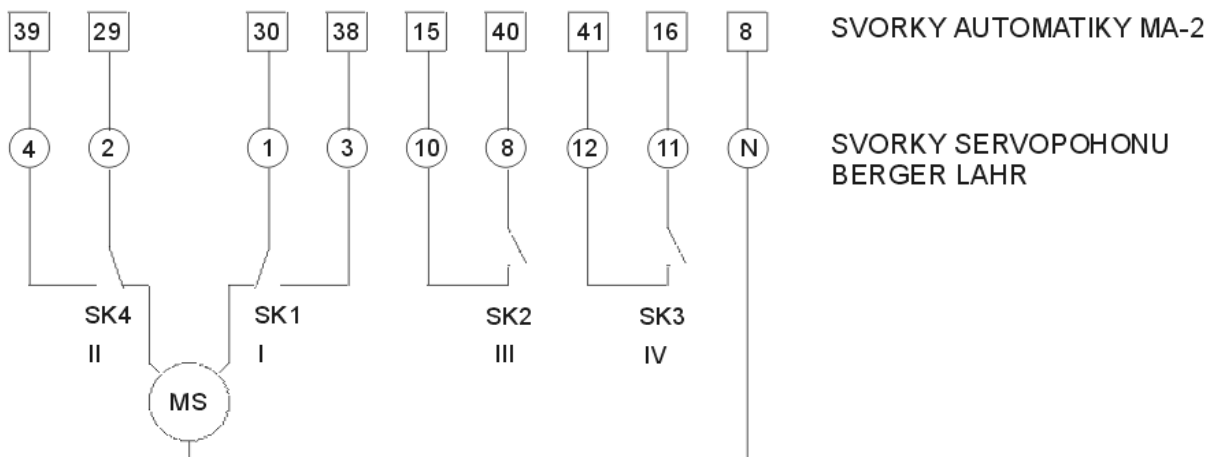 39 29 30 38 15 40 41 16 8 SVORKY AUTOMATIKY MA-2
4 2 1 3 10 8 12 11 N SVORKY SERVOPOHONU
BERGER LAHR
SK4 SK1 SK2 SK3
II I III IV
MS